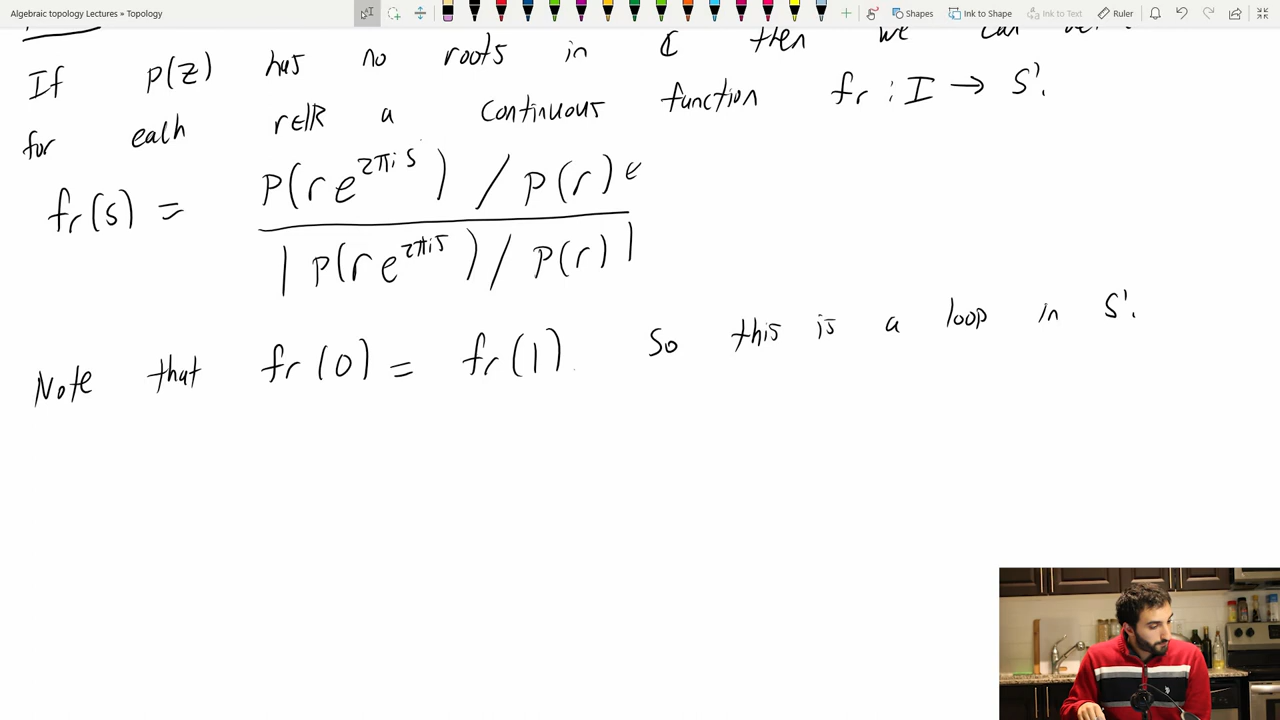 Algebraic topology Lectures » Topology
Shapes Ink to Shape Ink to Text Ruler
If p(z) has no roots in ℂ then we can
for each r∈ℝ a continuous function fr : I → S¹.
fr(s) = P(re^{2πis}) / P(r) / |P(re^{2πis}) / P(r)|
Note that fr(0) = fr(1) So this is a loop in S¹.